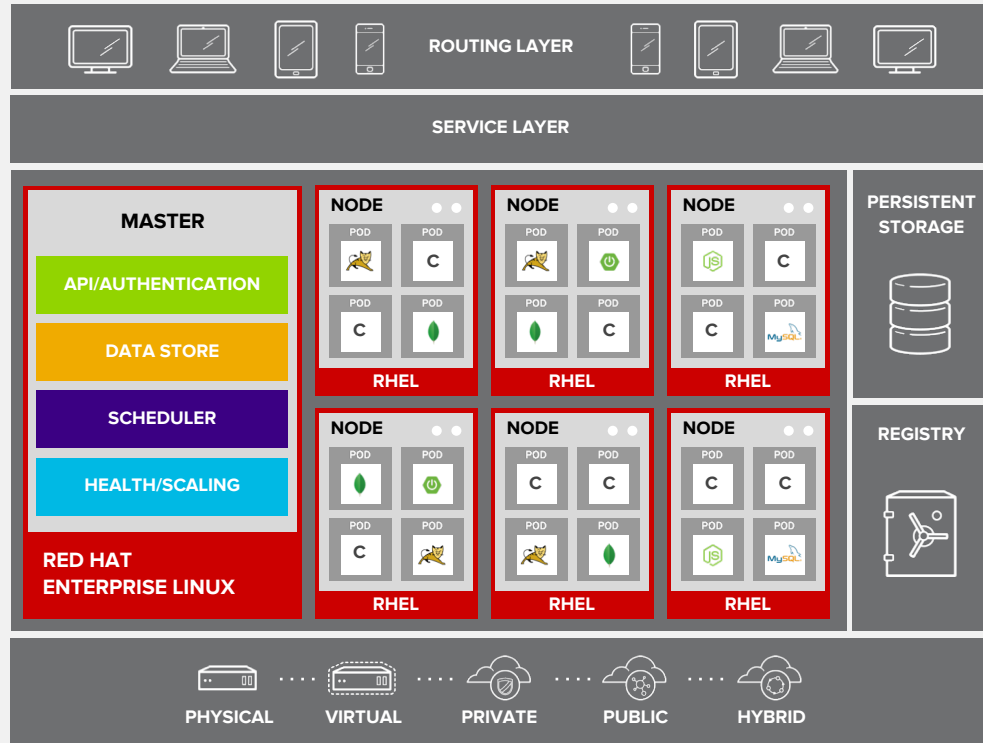 ROUTING LAYER
SERVICE LAYER
MASTER
API/AUTHENTICATION
DATA STORE
SCHEDULER
HEALTH/SCALING
RED HAT
ENTERPRISE LINUX
NODE
POD POD
C
POD POD
C
RHEL
NODE
POD POD
POD POD
C
RHEL
NODE
POD POD
JS C
POD POD
C MySQL
RHEL
NODE
POD POD
POD POD
C
RHEL
NODE
POD POD
C C
POD POD
RHEL
NODE
POD POD
C C
POD POD
JS MySQL
RHEL
PERSISTENT
STORAGE
REGISTRY
PHYSICAL VIRTUAL PRIVATE PUBLIC HYBRID